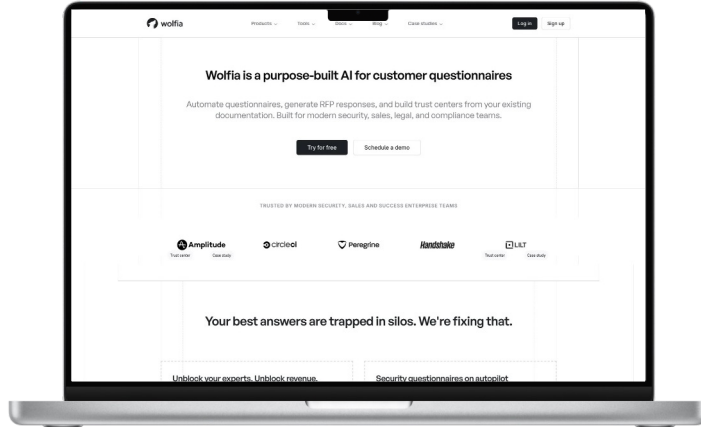 wolfia
Products Tools Docs Blog Case studies Log in Sign up
Wolfia is a purpose-built AI for customer questionnaires
Automate questionnaires, generate RFP responses, and build trust centers from your existing
documentation. Built for modern security, sales, legal, and compliance teams.
Try for free Schedule a demo
TRUSTED BY MODERN SECURITY, SALES AND SUCCESS ENTERPRISE TEAMS
Amplitude circleci Peregrine Handshake LILT
Trust center Case study Trust center Case study
Your best answers are trapped in silos. We're fixing that.
Unblock your experts. Unblock revenue. Security questionnaires on autopilot